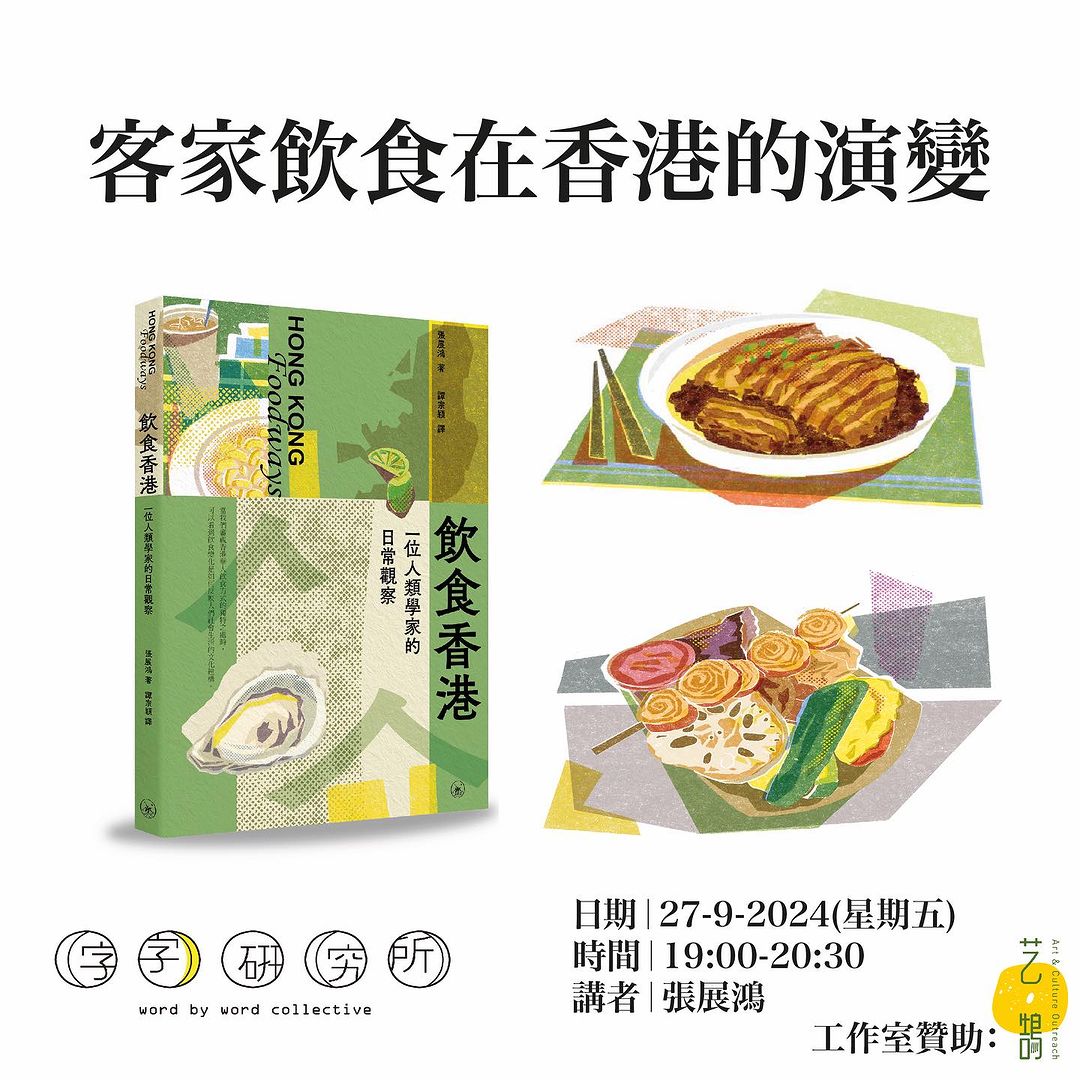 客家飲食在香港的演變
HONG KONG
Foodways
飲食香港
一位人類學家的日常觀察
張展鴻 著 譚宗穎 譯
HONG KONG
Foodways
張展鴻 著 譚宗穎 譯
飲食香港
一位人類學家的
日常觀察
字字研究所
word by word collective
日期|27-9-2024(星期五)
時間|19:00-20:30
講者|張展鴻
工作室贊助:
艺鵠
Art & Culture Outreach